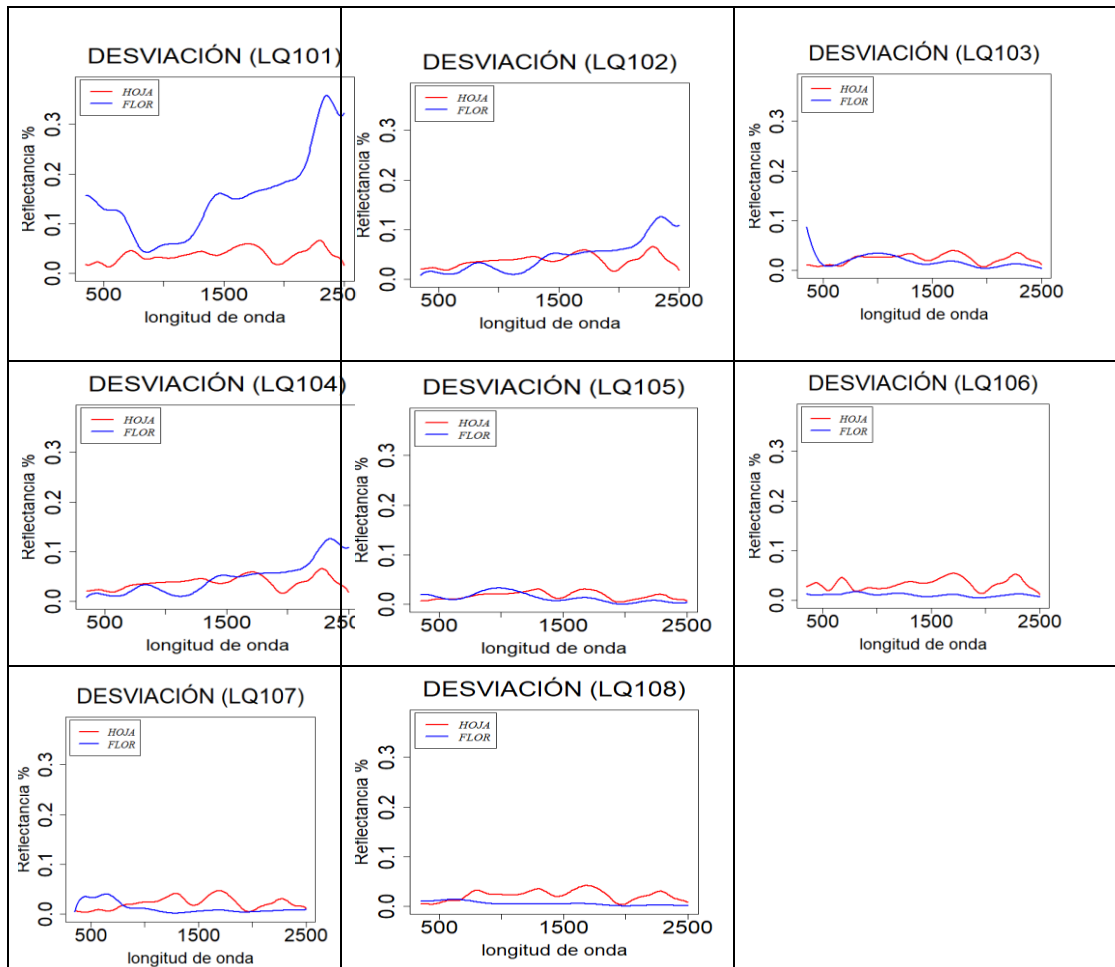 DESVIACIÓN (LQ101)
HOJA
FLOR
Reflectancia %
0.3
0.2
0.1
0.0
500
1500
2500
longitud de onda
DESVIACIÓN (LQ102)
HOJA
FLOR
Reflectancia %
0.3
0.2
0.1
0.0
500
1500
2500
longitud de onda
DESVIACIÓN (LQ103)
HOJA
FLOR
Reflectancia %
0.3
0.2
0.1
0.0
500
1500
2500
longitud de onda
DESVIACIÓN (LQ104)
HOJA
FLOR
Reflectancia %
0.3
0.2
0.1
0.0
500
1500
2500
longitud de onda
DESVIACIÓN (LQ105)
HOJA
FLOR
Reflectancia %
0.3
0.2
0.1
0.0
500
1500
2500
longitud de onda
DESVIACIÓN (LQ106)
HOJA
FLOR
Reflectancia %
0.3
0.2
0.1
0.0
500
1500
2500
longitud de onda
DESVIACIÓN (LQ107)
HOJA
FLOR
Reflectancia %
0.3
0.2
0.1
0.0
500
1500
2500
longitud de onda
DESVIACIÓN (LQ108)
HOJA
FLOR
Reflectancia %
0.3
0.2
0.1
0.0
500
1500
2500
longitud de onda